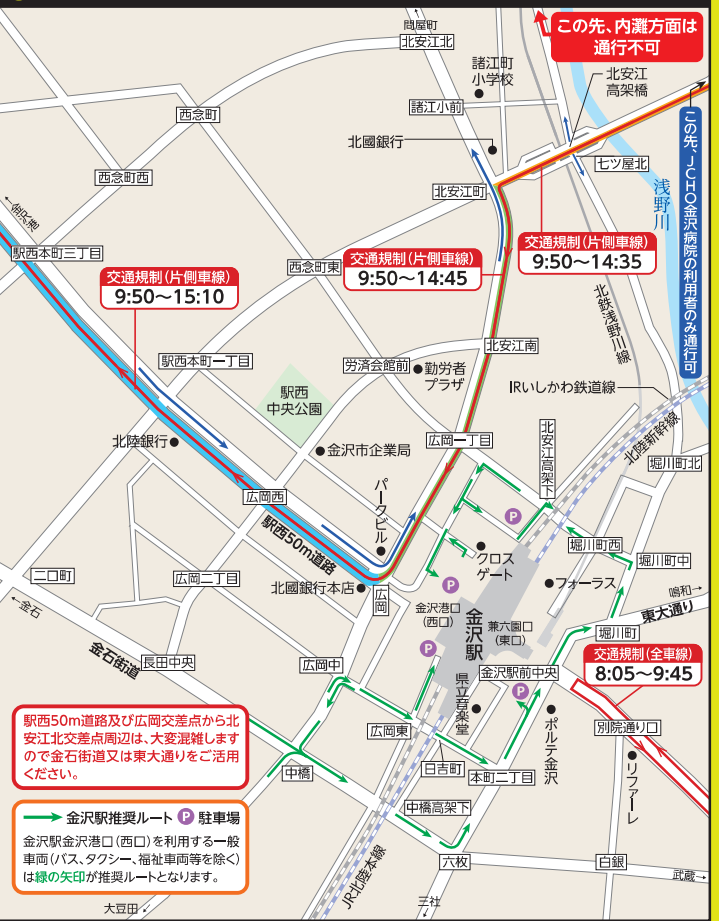 この先、内灘方面は
通行不可
問屋町
北安江北
諸江町
小学校
北安江
高架橋
諸江小前
西念町
北國銀行
七ツ屋北
この先、JCHO金沢病院の利用者のみ通行可
浅野川
西念町西
北安江町
金沢港
駅西本町三丁目
交通規制(片側車線)
9:50〜15:10
西念町東
交通規制(片側車線)
9:50〜14:45
交通規制(片側車線)
9:50〜14:35
北鉄浅野川線
北安江南
駅西本町一丁目
労済会館前
勤労者
プラザ
IRいしかわ鉄道線
駅西
中央公園
北陸新幹線
北陸銀行
金沢市企業局
広岡一丁目
北安江高架下
堀川町北
パークビル
広岡西
P
駅西50m道路
クロス
ゲート
堀川町西
堀川町中
二口町
広岡二丁目
北國銀行本店
広岡
P
フォーラス
金沢港口
(西口)
金沢駅
兼六園口
(東口)
鳴和
東大通り
堀川町
金石
金石街道
長田中央
広岡中
P
金沢駅前中央
交通規制(全車線)
8:05〜9:45
県立音楽堂
P
ポルテ金沢
別院通り口
広岡東
リファーレ
駅西50m道路及び広岡交差点から北
安江北交差点周辺は、大変混雑します
ので金石街道又は東大通りをご活用
ください。
中橋
日吉町
本町二丁目
中橋高架下
金沢駅推奨ルート P 駐車場
金沢駅金沢港口(西口)を利用する一般
車両(バス、タクシー、福祉車両等を除く)
は緑の矢印が推奨ルートとなります。
JR北陸本線
六枚
白銀
武蔵
三社
大豆田